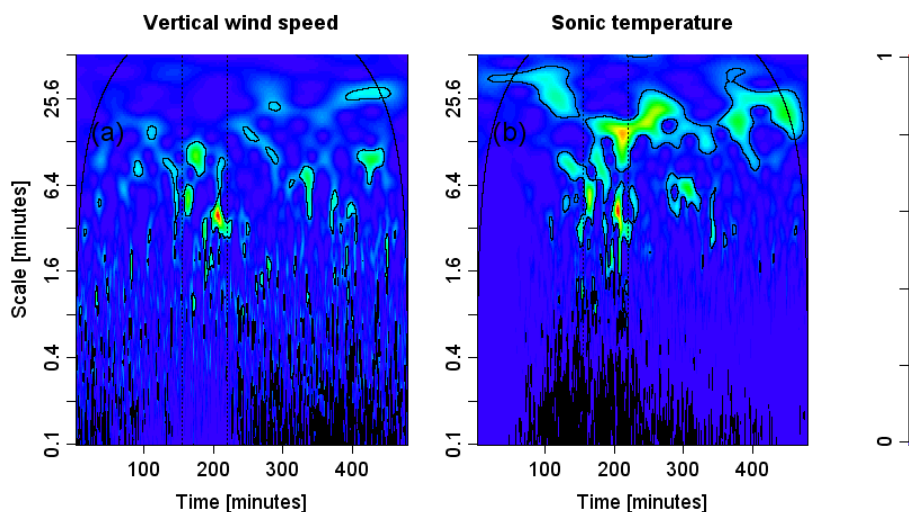 Vertical wind speed
Sonic temperature
Scale [minutes]
25.6
6.4
1.6
0.4
0.1
(a)
100
200
300
400
Time [minutes]
25.6
6.4
1.6
0.4
0.1
(b)
100
200
300
400
Time [minutes]
1
0